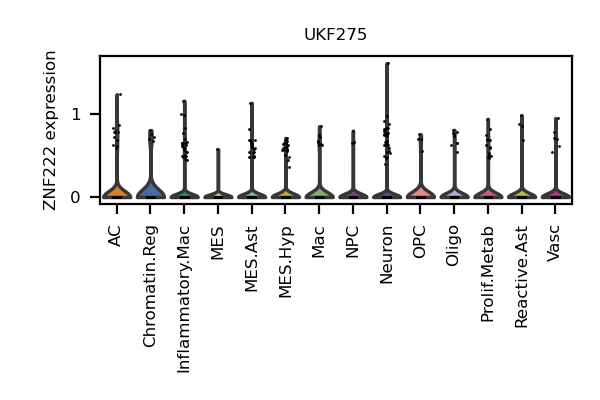 UKF275
ZNF222 expression
1
0
AC
Chromatin.Reg
Inflammatory.Mac
MES
MES.Ast
MES.Hyp
Mac
NPC
Neuron
OPC
Oligo
Prolif.Metab
Reactive.Ast
Vasc